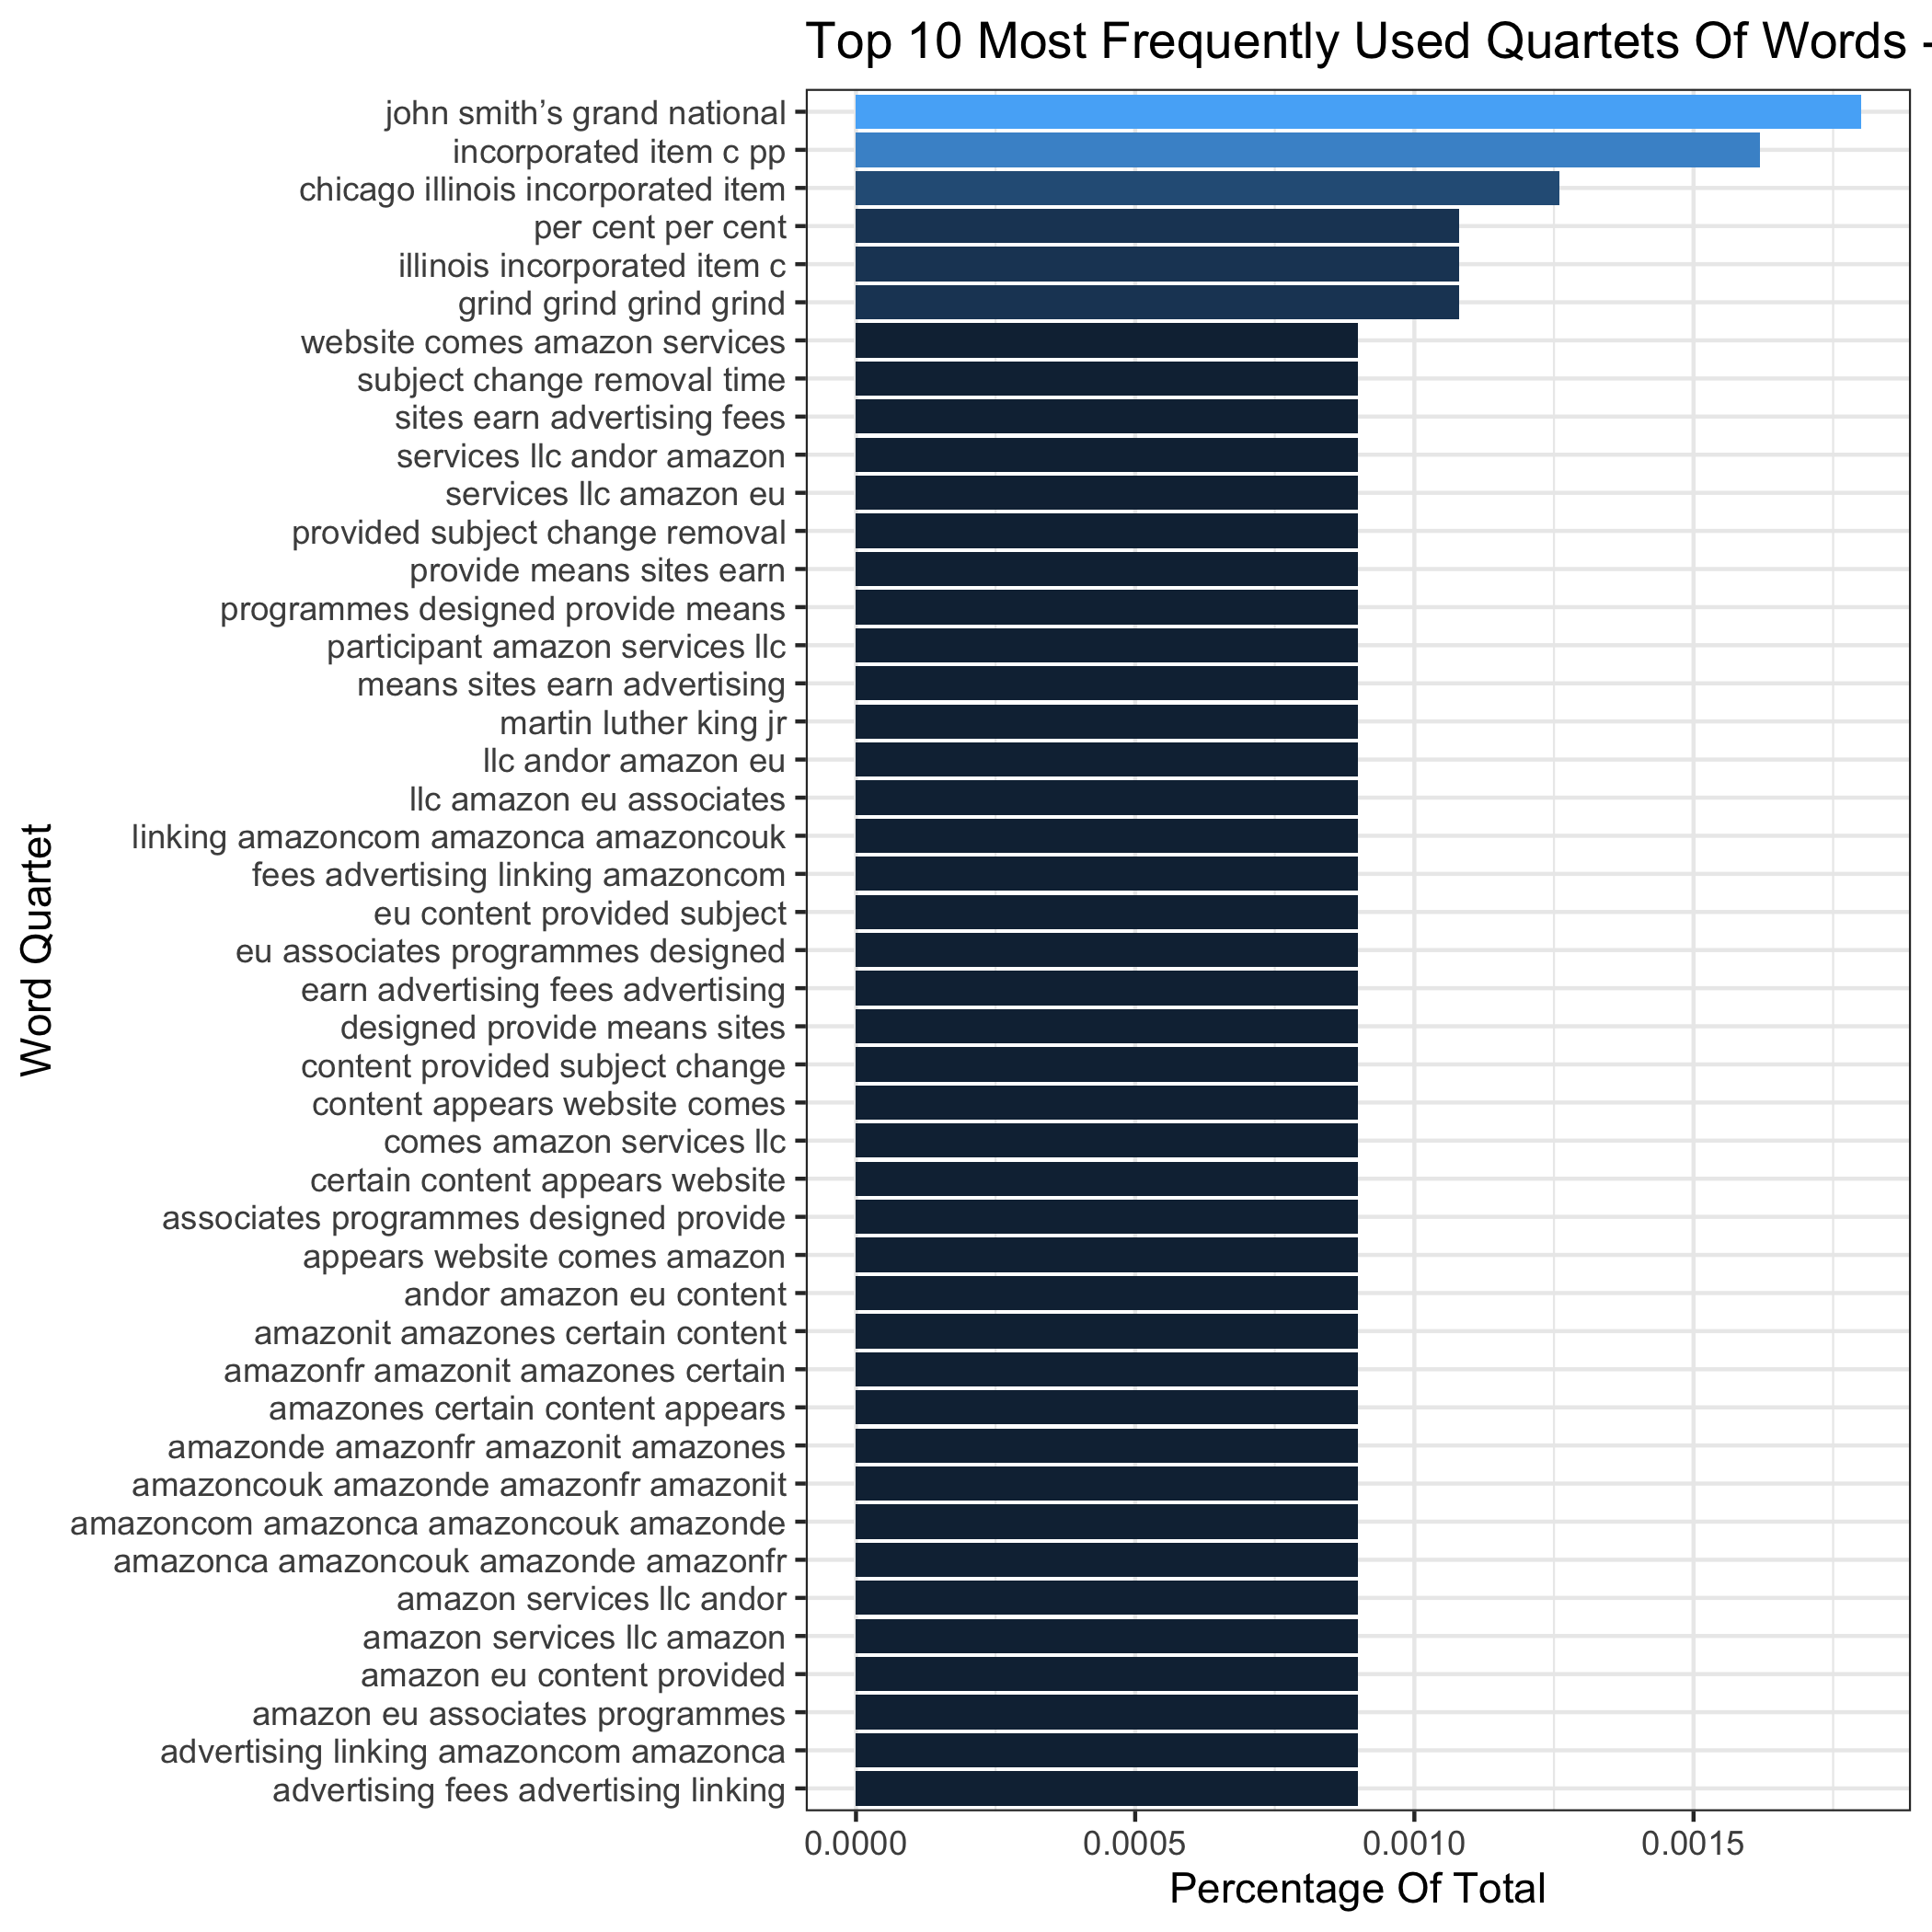 Top 10 Most Frequently Used Quartets Of Words -
john smith’s grand national
incorporated item c pp
chicago illinois incorporated item
per cent per cent
illinois incorporated item c
grind grind grind grind
website comes amazon services
subject change removal time
sites earn advertising fees
services llc andor amazon
services llc amazon eu
provided subject change removal
provide means sites earn
programmes designed provide means
participant amazon services llc
means sites earn advertising
martin luther king jr
llc andor amazon eu
llc amazon eu associates
linking amazoncom amazonca amazoncouk
fees advertising linking amazoncom
eu content provided subject
eu associates programmes designed
earn advertising fees advertising
designed provide means sites
content provided subject change
content appears website comes
comes amazon services llc
certain content appears website
associates programmes designed provide
appears website comes amazon
andor amazon eu content
amazonit amazones certain content
amazonfr amazonit amazones certain
amazones certain content appears
amazonde amazonfr amazonit amazones
amazoncouk amazonde amazonfr amazonit
amazoncom amazonca amazoncouk amazonde
amazonca amazoncouk amazonde amazonfr
amazon services llc andor
amazon services llc amazon
amazon eu content provided
amazon eu associates programmes
advertising linking amazoncom amazonca
advertising fees advertising linking
Word Quartet
0.0000 0.0005 0.0010 0.0015
Percentage Of Total